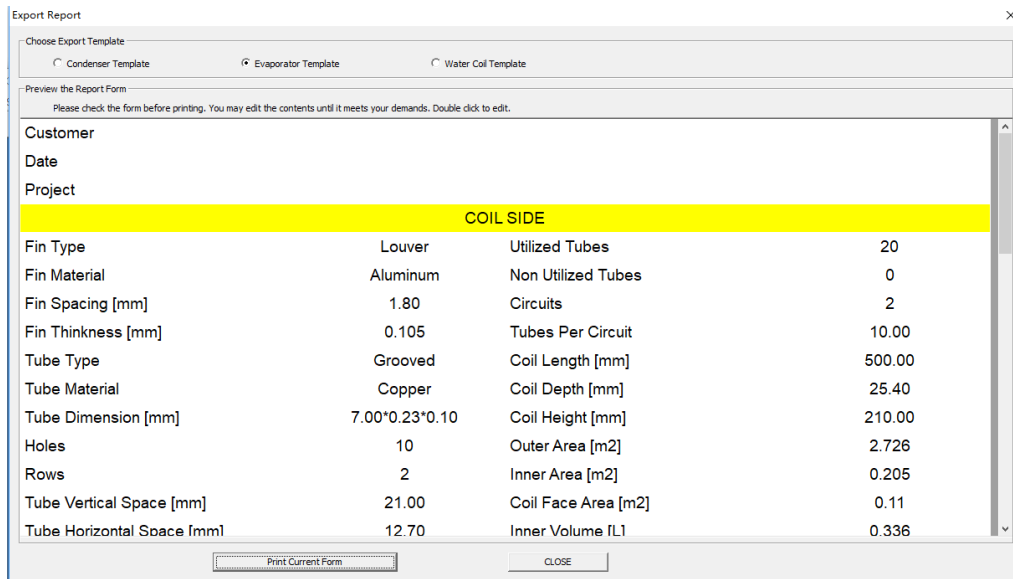 Export Report
Choose Export Template
Condenser Template Evaporator Template Water Coil Template
Preview the Report Form
Please check the form before printing. You may edit the contents until it meets your demands. Double click to edit.
Customer
Date
Project
COIL SIDE
Fin Type Louver Utilized Tubes 20
Fin Material Aluminum Non Utilized Tubes 0
Fin Spacing [mm] 1.80 Circuits 2
Fin Thinkness [mm] 0.105 Tubes Per Circuit 10.00
Tube Type Grooved Coil Length [mm] 500.00
Tube Material Copper Coil Depth [mm] 25.40
Tube Dimension [mm] 7.00*0.23*0.10 Coil Height [mm] 210.00
Holes 10 Outer Area [m2] 2.726
Rows 2 Inner Area [m2] 0.205
Tube Vertical Space [mm] 21.00 Coil Face Area [m2] 0.11
Tube Horizontal Space [mm] 12.70 Inner Volume [L] 0.336
Print Current Form CLOSE